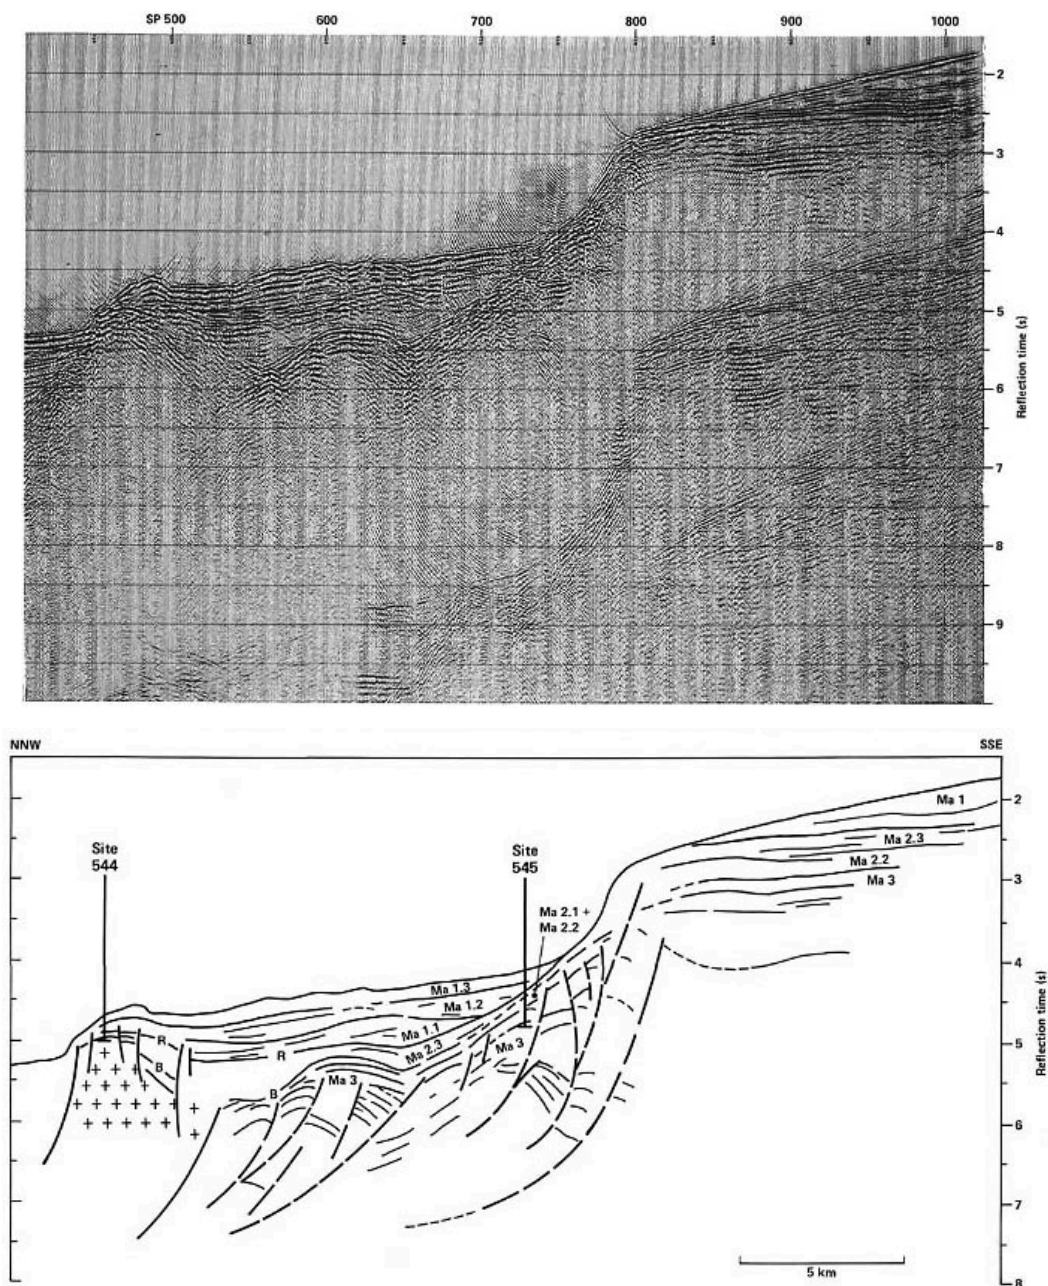 SP 500 600 700 800 900 1000
2
3
4
5
6
7
8
9
Reflection time (s)
NNW SSE
Site
544
Site
545
Ma 2.1 +
Ma 2.2
Ma 1
Ma 2.3
Ma 2.2
Ma 3
Ma 1.3
Ma 1.2
Ma 1.1
Ma 2.3
Ma 3
R
R
B
B
Ma 3
2
3
4
5
6
7
8
Reflection time (s)
5 km